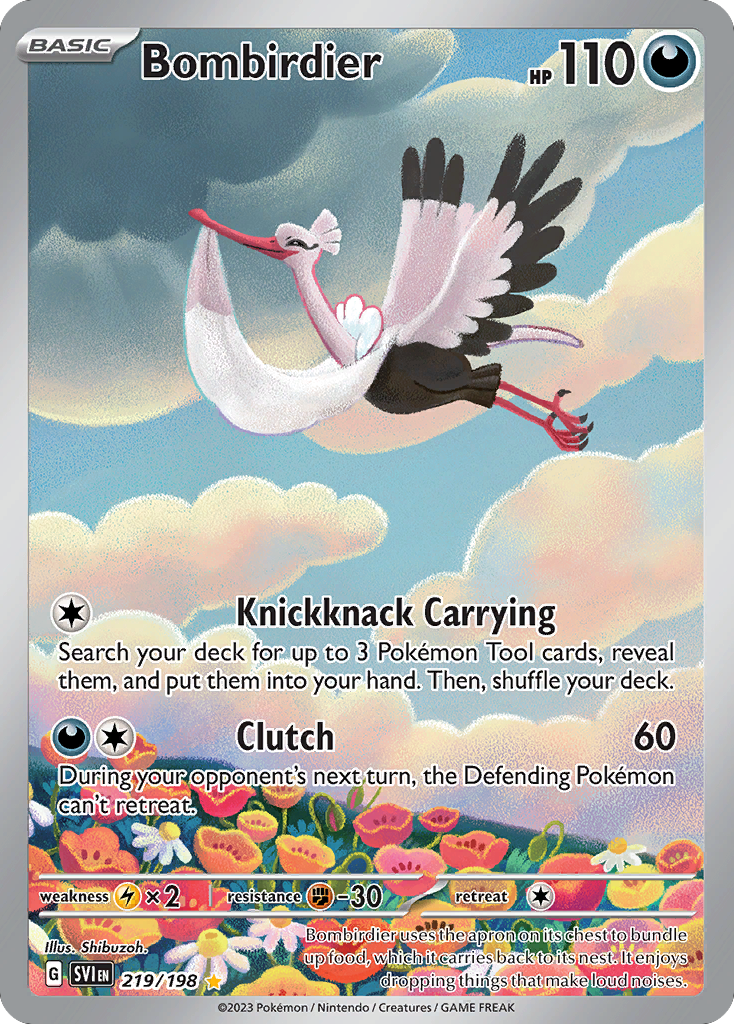 BASIC
Bombirdier
HP 110
Knickknack Carrying
Search your deck for up to 3 Pokémon Tool cards, reveal
them, and put them into your hand. Then, shuffle your deck.
Clutch 60
During your opponent's next turn, the Defending Pokémon
can't retreat.
weakness ×2 resistance -30 retreat
Illus. Shibuzoh.
Bombirdier uses the apron on its chest to bundle
up food, which it carries back to its nest. It enjoys
dropping things that make loud noises.
G SVI EN 219/198
©2023 Pokémon / Nintendo / Creatures / GAME FREAK